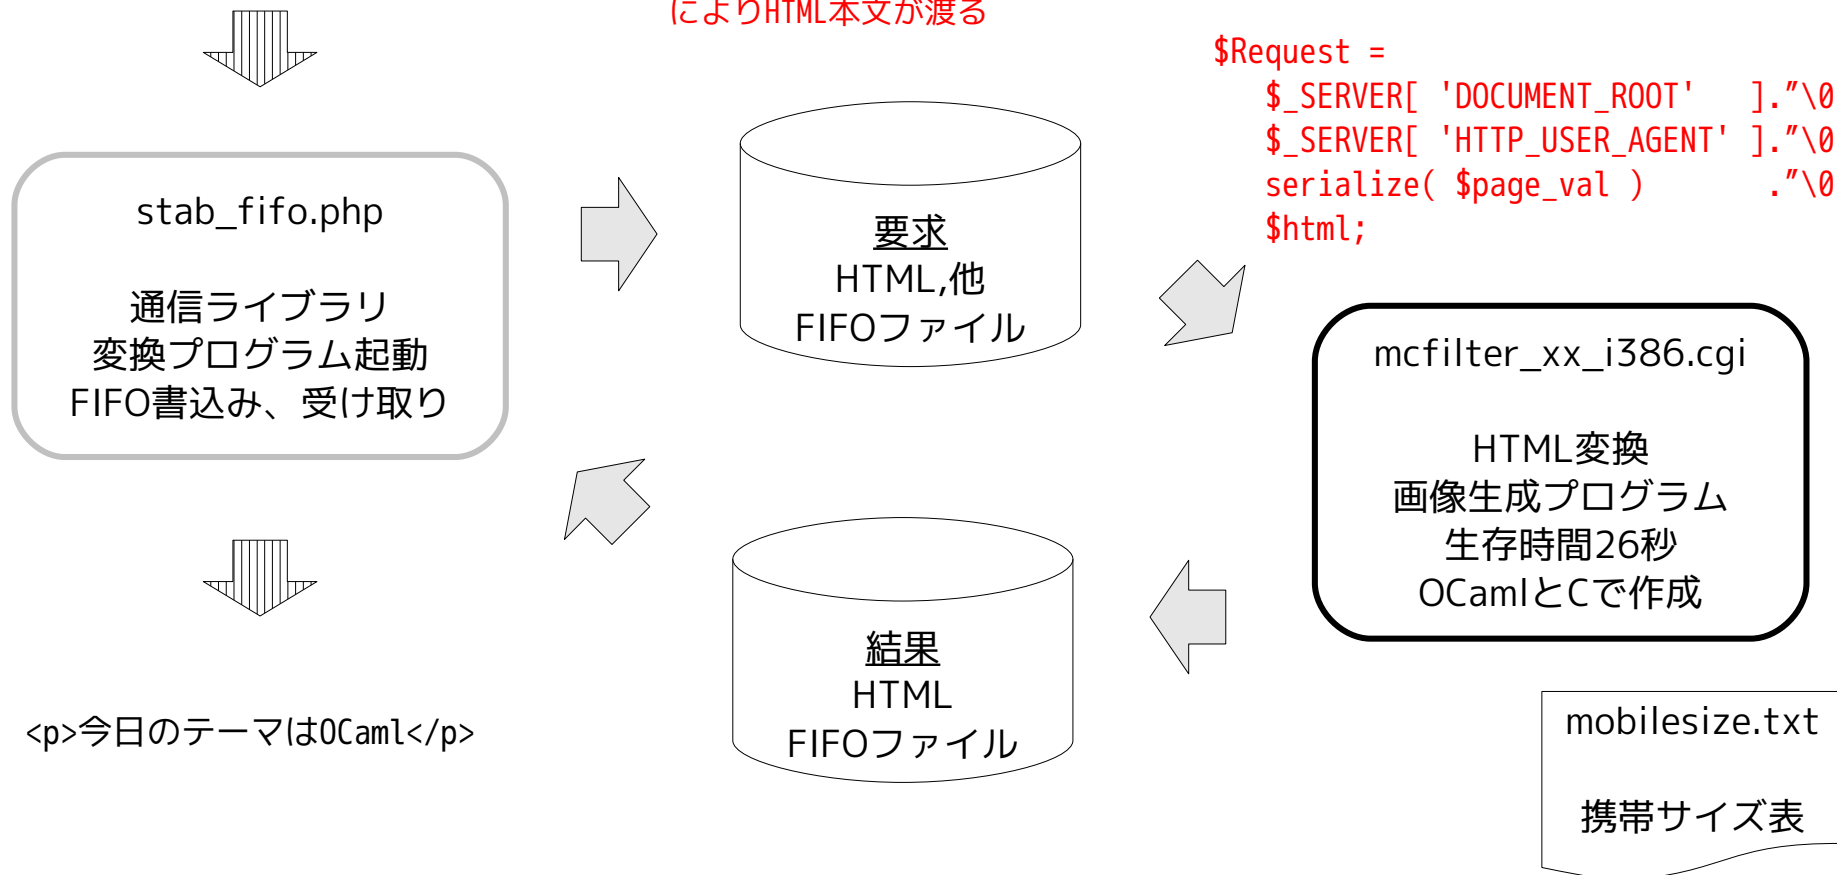 によりHTML本文が渡る
$Request =
$_SERVER[ 'DOCUMENT_ROOT' ]."\0
$_SERVER[ 'HTTP_USER_AGENT' ]."\0
serialize( $page_val ) ."\0
$html;
stab_fifo.php
通信ライブラリ
変換プログラム起動
FIFO書込み、受け取り
要求
HTML,他
FIFOファイル
mcfilter_xx_i386.cgi
HTML変換
画像生成プログラム
生存時間26秒
OCamlとCで作成
結果
HTML
FIFOファイル
<p>今日のテーマはOCaml</p>
mobilesize.txt
携帯サイズ表